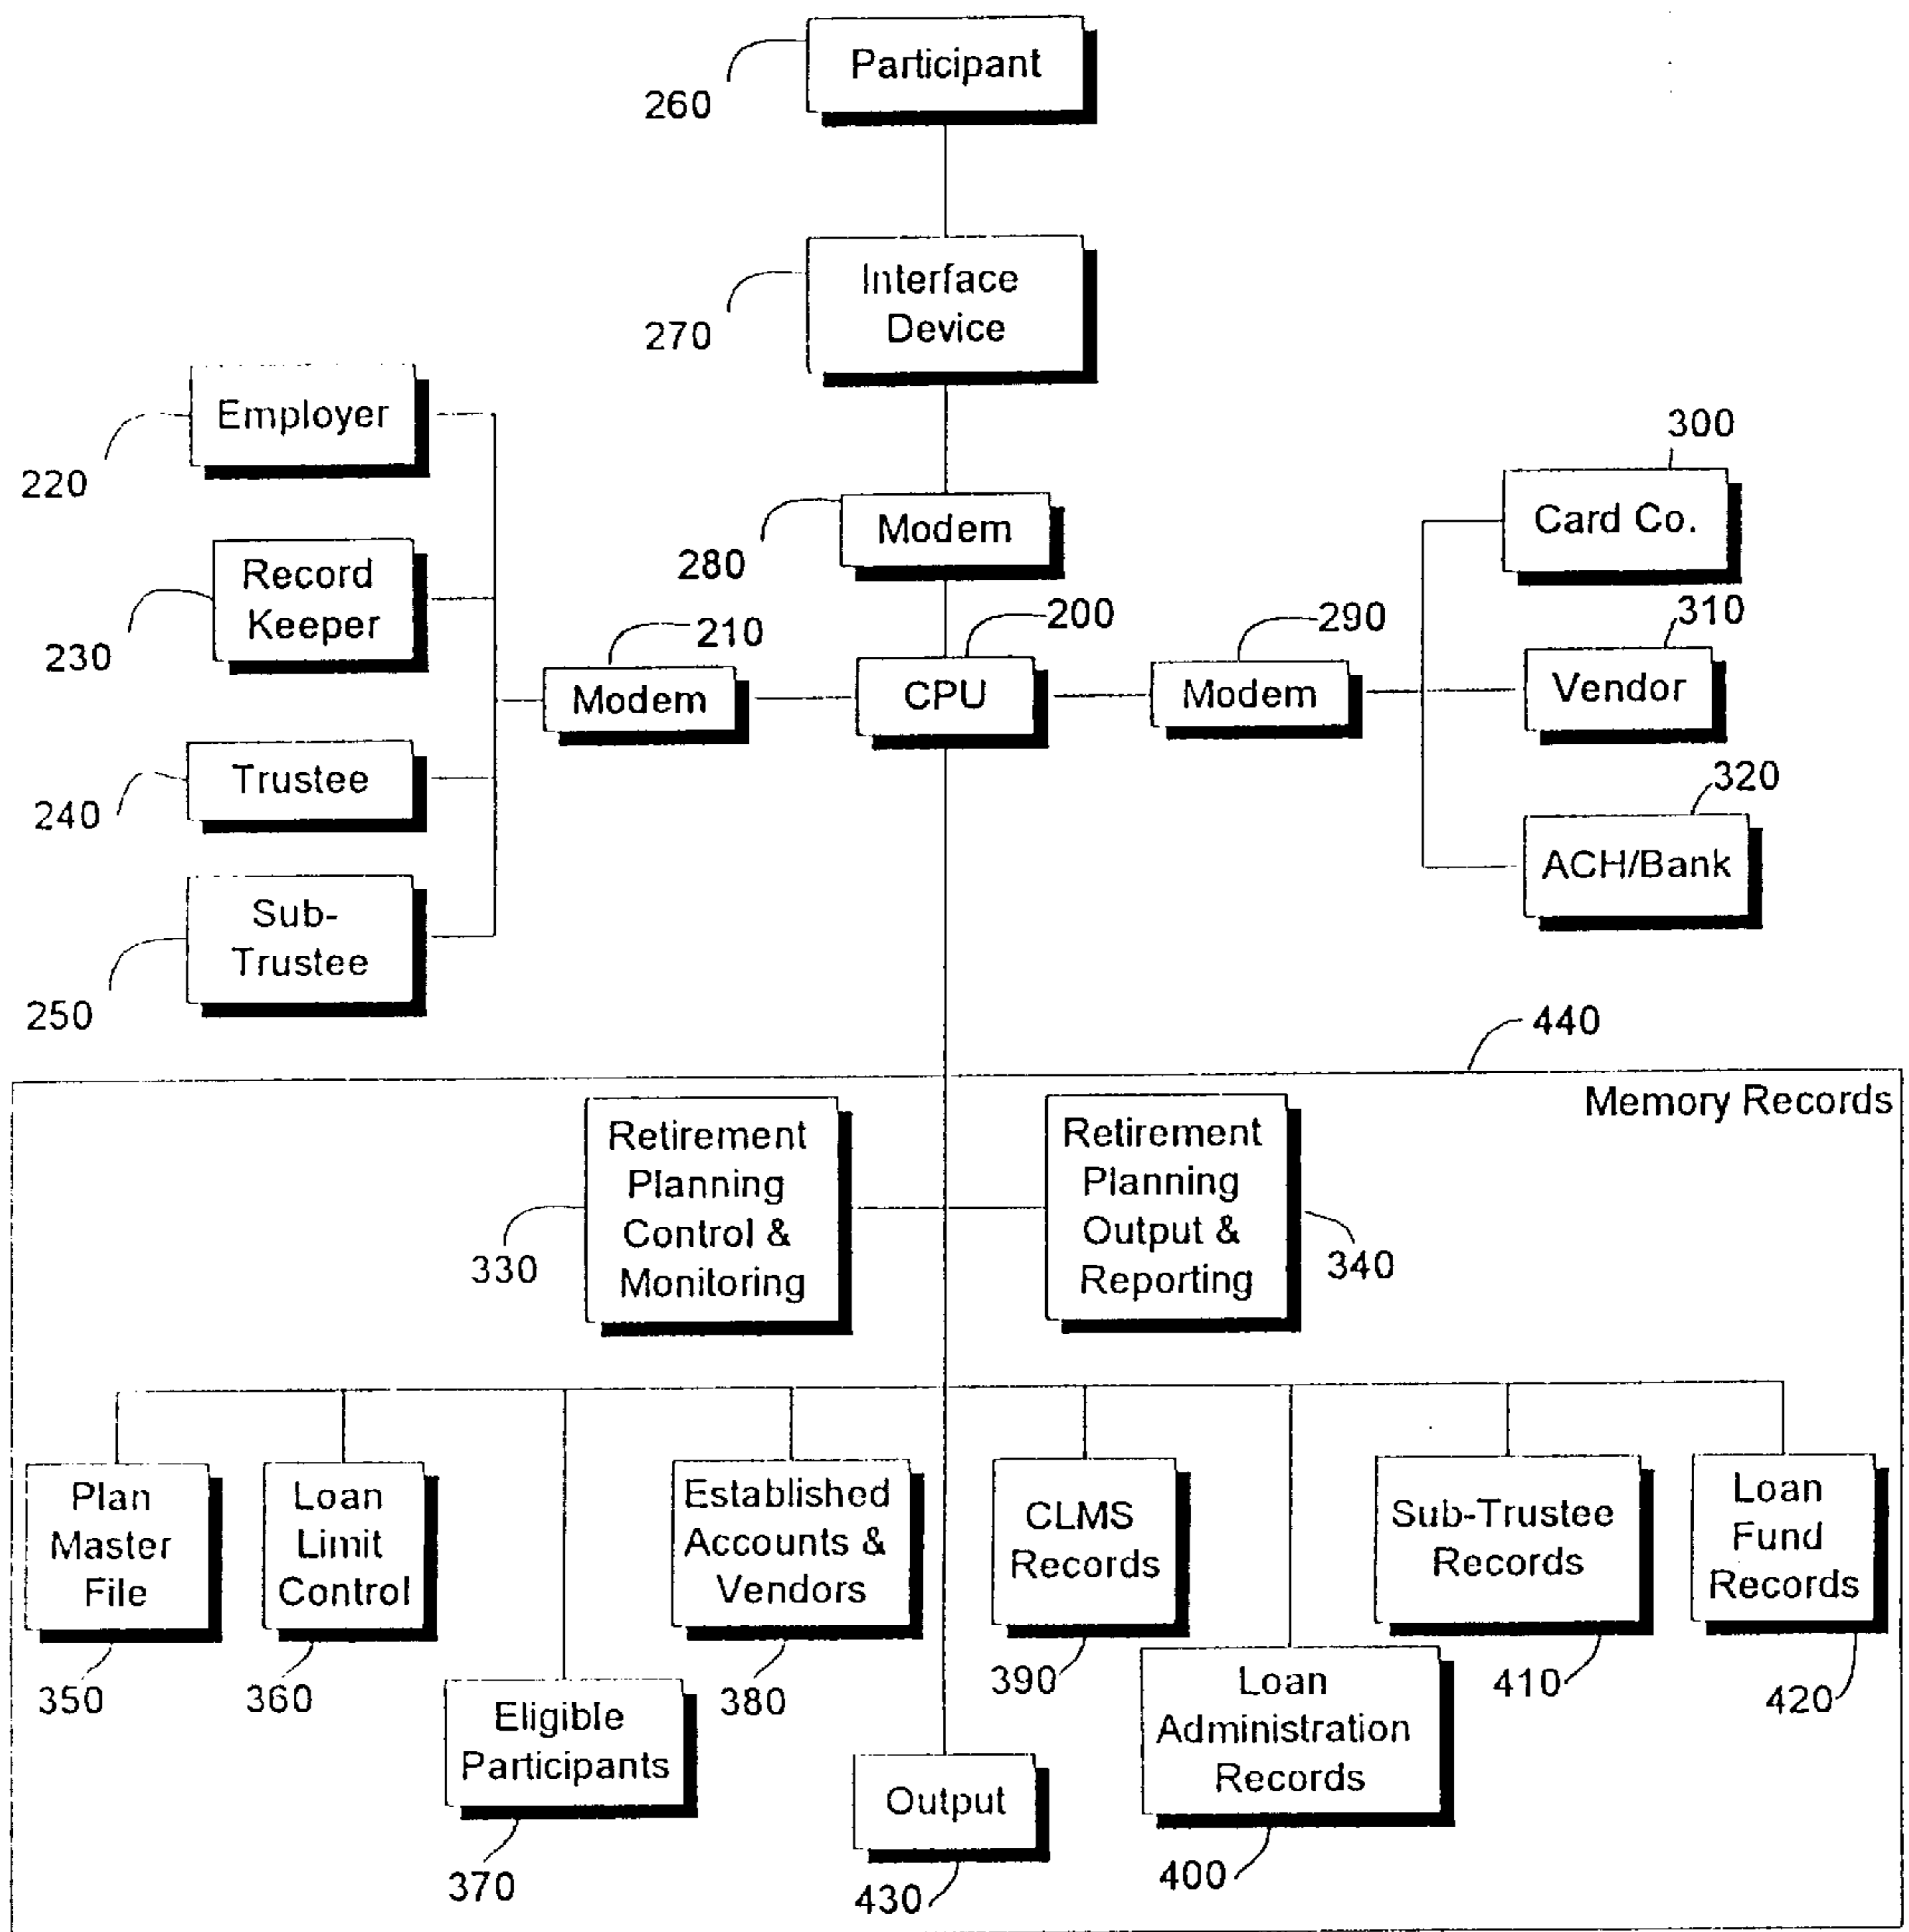 Participant
260
Interface
Device
270
Employer
220
300
Card Co.
Modem
280
Record
Keeper
230
210
200
290
310
Modem
CPU
Modem
Vendor
Trustee
240
320
ACH/Bank
Sub-
Trustee
250
440
Memory Records
Retirement
Planning
Control &
Monitoring
330
Retirement
Planning
Output &
Reporting
340
Plan
Master
File
350
Loan
Limit
Control
360
Eligible
Participants
370
Established
Accounts &
Vendors
380
Output
430
CLMS
Records
390
Loan
Administration
Records
400
Sub-Trustee
Records
410
Loan
Fund
Records
420